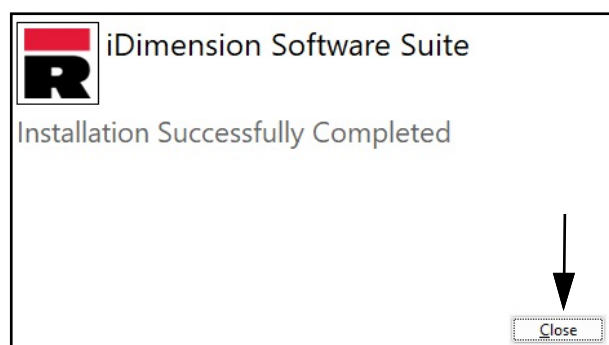 R
iDimension Software Suite
Installation Successfully Completed
Close